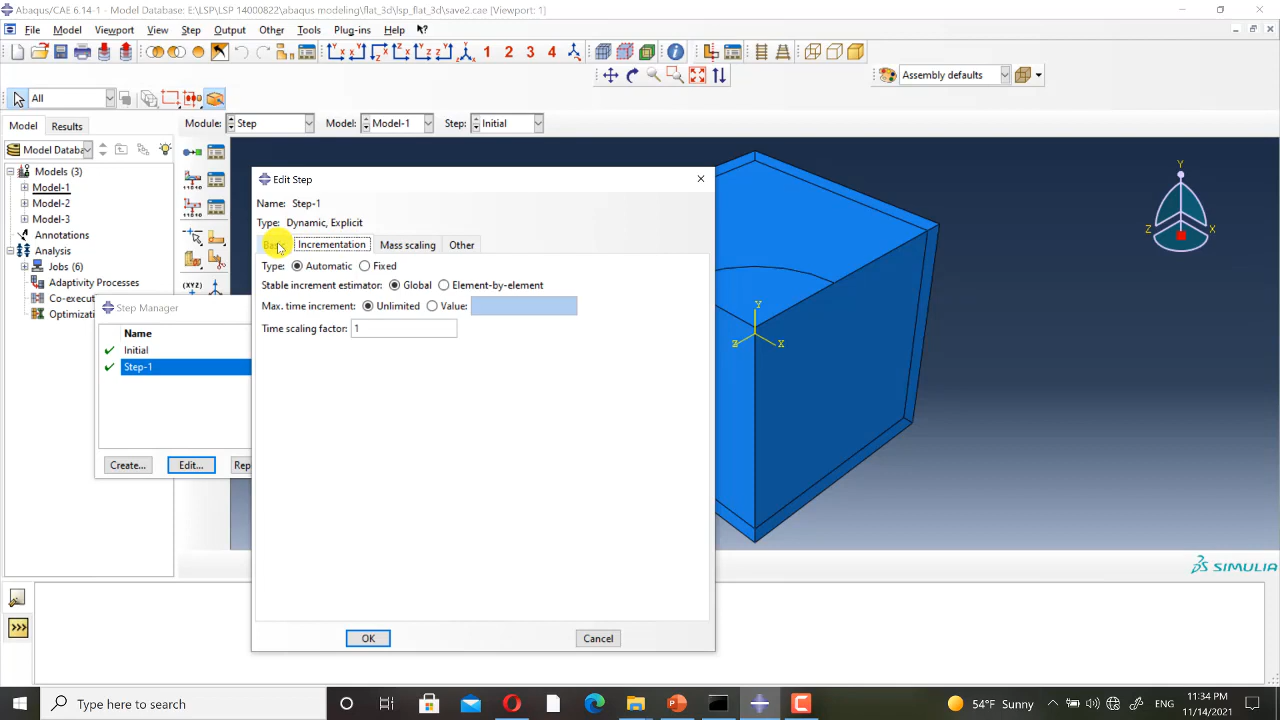 Abaqus/CAE 6.14-1 - Model Database: E:\LSP\LSP 14000822\abaqus modeling\flat_3d\lsp_flat_3d\save2.cae [Viewport: 1]
File Model Viewport View Step Output Other Tools Plug-ins Help
1 2 3 4
Assembly defaults
All
Model Results
Module: Step Model: Model-1 Step: Initial
Model Databa
Models (3)
Model-1
Model-2
Model-3
Annotations
Analysis
Jobs (6)
Adaptivity Processes
Co-execu
Optimizati
Step Manager
Name
Initial
Step-1
Create... Edit... Rep
Edit Step
Name: Step-1
Type: Dynamic, Explicit
Incrementation Mass scaling Other
Type: Automatic Fixed
Stable increment estimator: Global Element-by-element
Max. time increment: Unlimited Value:
Time scaling factor: 1
OK Cancel
Y
Z X
Y
Z X
SIMULIA
>>>
Type here to search
54°F Sunny
ENG
11:34 PM
11/14/2021